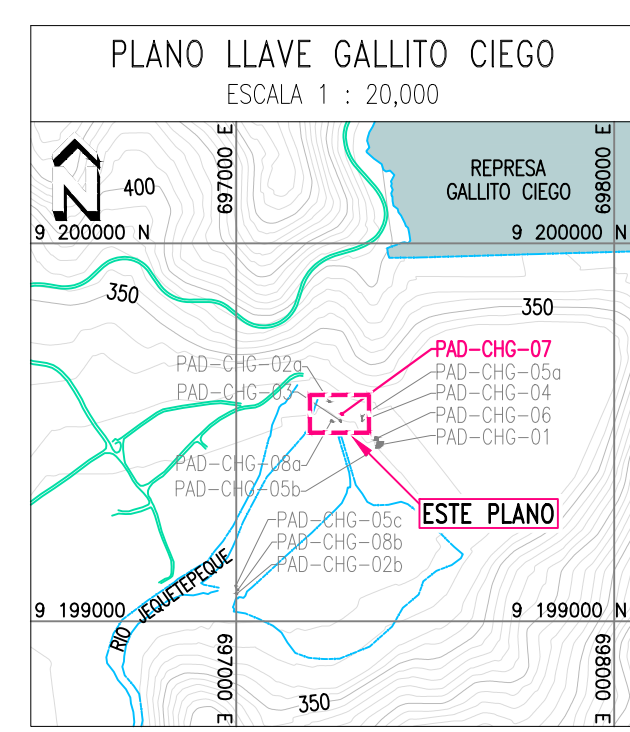 PLANO LLAVE GALLITO CIEGO
ESCALA 1 : 20,000
N
400
697000 E
REPRESA
GALLITO CIEGO
698000 E
9 200000 N
9 200000 N
350
350
PAD-CHG-07
PAD-CHG-02a
PAD-CHG-05a
PAD-CHG-03
PAD-CHG-04
PAD-CHG-06
PAD-CHG-01
PAD-CHG-08a
PAD-CHG-05b
ESTE PLANO
PAD-CHG-05c
PAD-CHG-08b
PAD-CHG-02b
RIO JEQUETEPEQUE
9 199000
9 199000 N
697000 E
698000 E
350